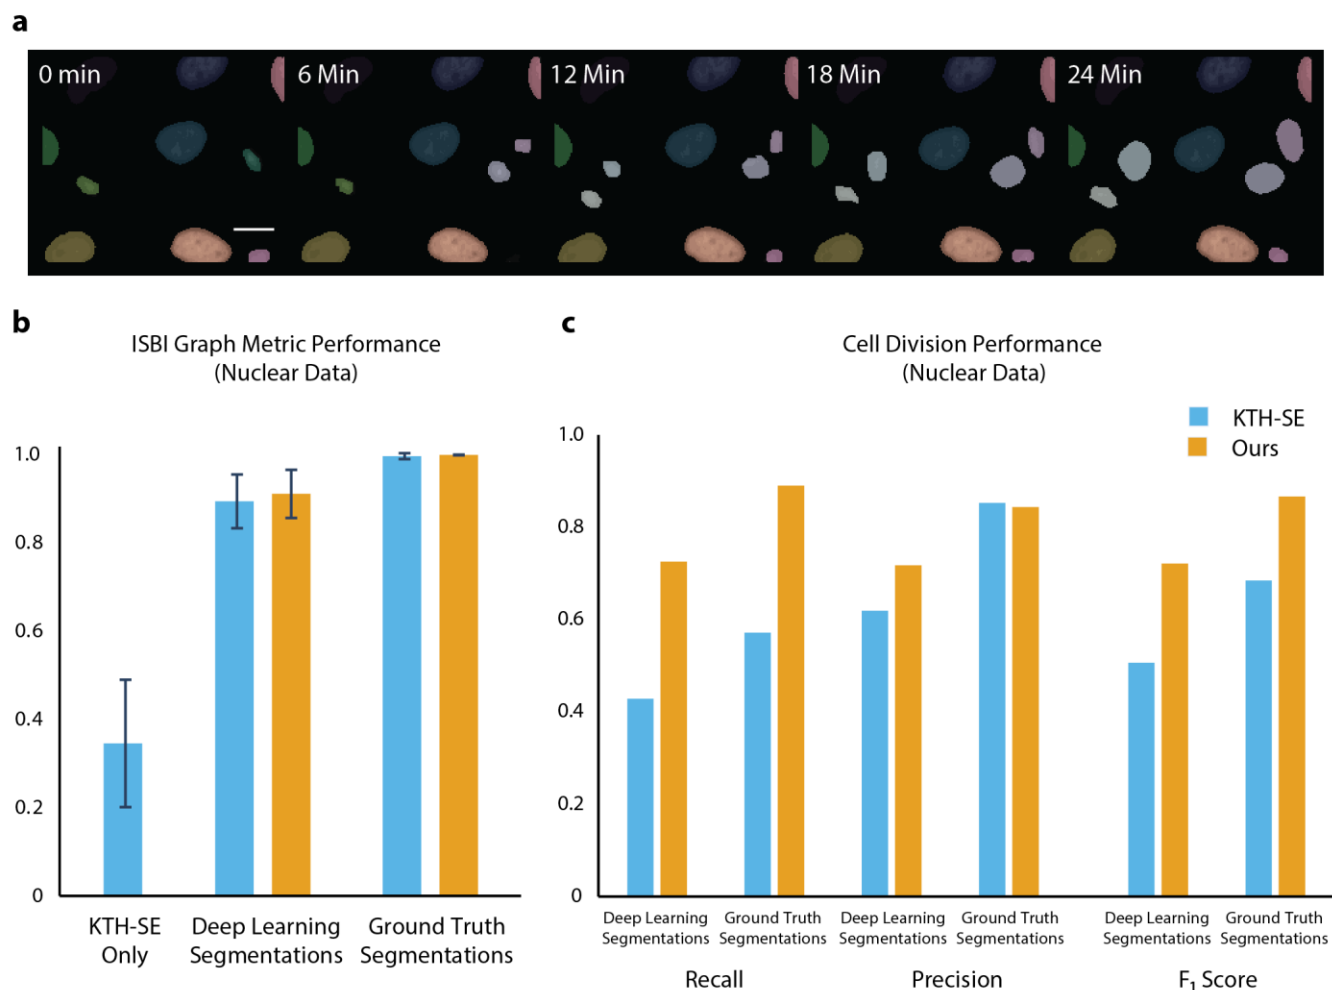 a
0 min
6 Min
12 Min
18 Min
24 Min
b
ISBI Graph Metric Performance
(Nuclear Data)
1.0
0.8
0.6
0.4
0.2
0
KTH-SE
Only
Deep Learning
Segmentations
Ground Truth
Segmentations
c
Cell Division Performance
(Nuclear Data)
KTH-SE
Ours
1.0
0.8
0.6
0.4
0.2
0
Deep Learning
Segmentations
Ground Truth
Segmentations
Deep Learning
Segmentations
Ground Truth
Segmentations
Deep Learning
Segmentations
Ground Truth
Segmentations
Recall
Precision
F₁ Score